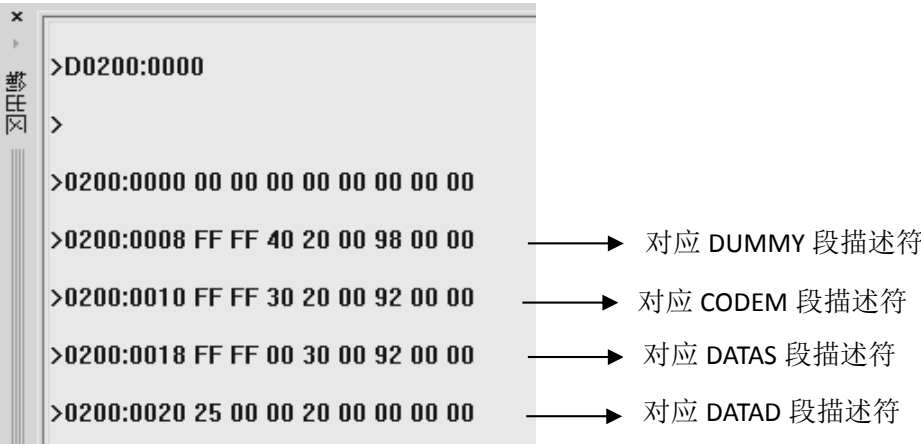 ×
输出区
>D0200:0000
>
>0200:0000 00 00 00 00 00 00 00 00
>0200:0008 FF FF 40 20 00 98 00 00 对应 DUMMY 段描述符
>0200:0010 FF FF 30 20 00 92 00 00 对应 CODEM 段描述符
>0200:0018 FF FF 00 30 00 92 00 00 对应 DATAS 段描述符
>0200:0020 25 00 00 20 00 00 00 00 对应 DATAD 段描述符